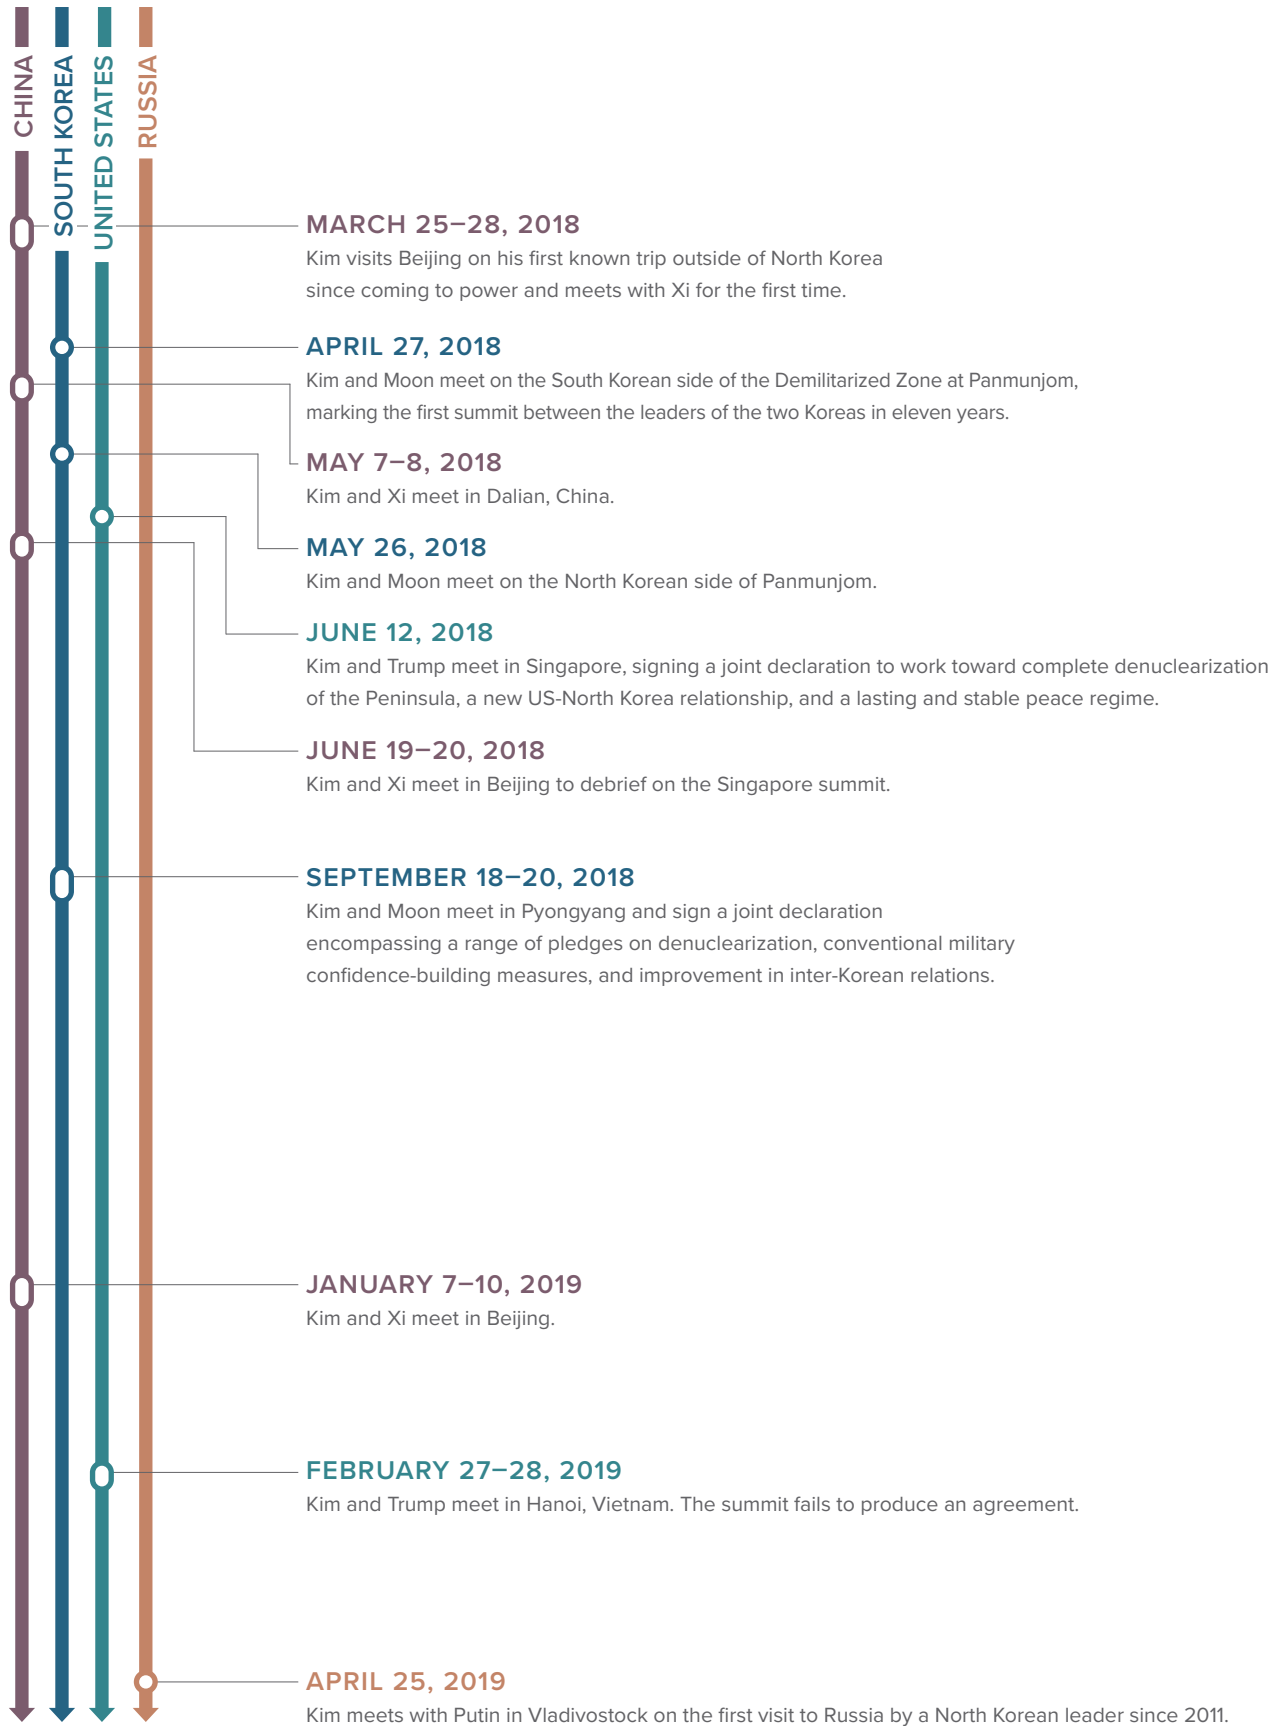 CHINA
SOUTH KOREA
UNITED STATES
RUSSIA
MARCH 25–28, 2018
Kim visits Beijing on his first known trip outside of North Korea
since coming to power and meets with Xi for the first time.
APRIL 27, 2018
Kim and Moon meet on the South Korean side of the Demilitarized Zone at Panmunjom,
marking the first summit between the leaders of the two Koreas in eleven years.
MAY 7–8, 2018
Kim and Xi meet in Dalian, China.
MAY 26, 2018
Kim and Moon meet on the North Korean side of Panmunjom.
JUNE 12, 2018
Kim and Trump meet in Singapore, signing a joint declaration to work toward complete denuclearization
of the Peninsula, a new US-North Korea relationship, and a lasting and stable peace regime.
JUNE 19–20, 2018
Kim and Xi meet in Beijing to debrief on the Singapore summit.
SEPTEMBER 18–20, 2018
Kim and Moon meet in Pyongyang and sign a joint declaration
encompassing a range of pledges on denuclearization, conventional military
confidence-building measures, and improvement in inter-Korean relations.
JANUARY 7–10, 2019
Kim and Xi meet in Beijing.
FEBRUARY 27–28, 2019
Kim and Trump meet in Hanoi, Vietnam. The summit fails to produce an agreement.
APRIL 25, 2019
Kim meets with Putin in Vladivostock on the first visit to Russia by a North Korean leader since 2011.